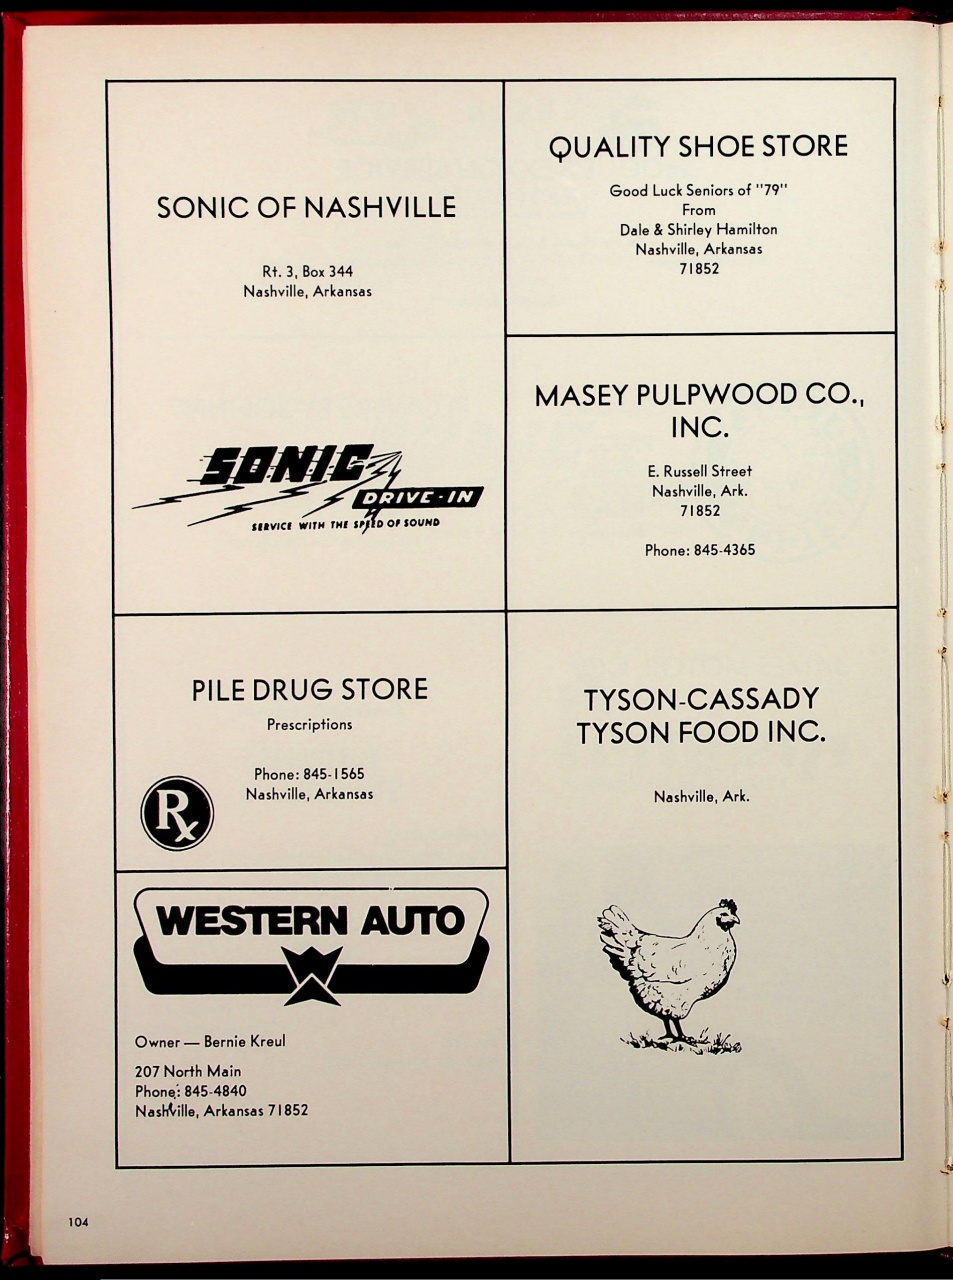 SONIC OF NASHVILLE
Rt. 3, Box 344
Nashville, Arkansas
SONIC
DRIVE-IN
SERVICE WITH THE SPEED OF SOUND
QUALITY SHOE STORE
Good Luck Seniors of "79"
From
Dale & Shirley Hamilton
Nashville, Arkansas
71852
MASEY PULPWOOD CO.,
INC.
E. Russell Street
Nashville, Ark.
71852
Phone: 845-4365
PILE DRUG STORE
Prescriptions
Phone: 845-1565
Nashville, Arkansas
Rx
TYSON-CASSADY
TYSON FOOD INC.
Nashville, Ark.
WESTERN AUTO
W
Owner — Bernie Kreul
207 North Main
Phone: 845-4840
Nashville, Arkansas 71852
104